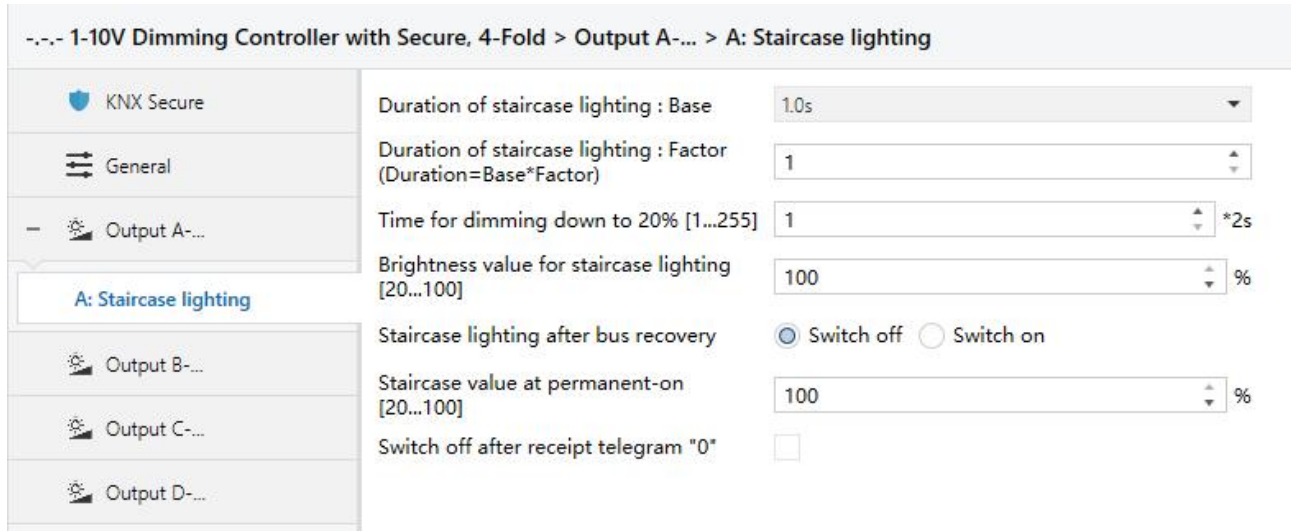 -.-.- 1-10V Dimming Controller with Secure, 4-Fold > Output A-... > A: Staircase lighting
KNX Secure
General
Output A-...
A: Staircase lighting
Output B-...
Output C-...
Output D-...
Duration of staircase lighting : Base
1.0s
Duration of staircase lighting : Factor
(Duration=Base*Factor)
1
Time for dimming down to 20% [1...255]
1
*2s
Brightness value for staircase lighting
[20...100]
100
%
Staircase lighting after bus recovery
Switch off
Switch on
Staircase value at permanent-on
[20...100]
100
%
Switch off after receipt telegram "0"